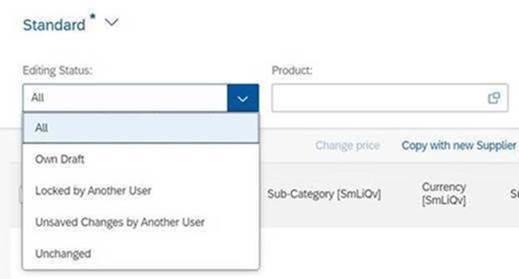 Standard * 
Editing Status:
Product:
All
All
Own Draft
Locked by Another User
Unsaved Changes by Another User
Unchanged
Change price
Copy with new Supplier
Sub-Category [SmLiQv]
Currency
[SmLiQv]